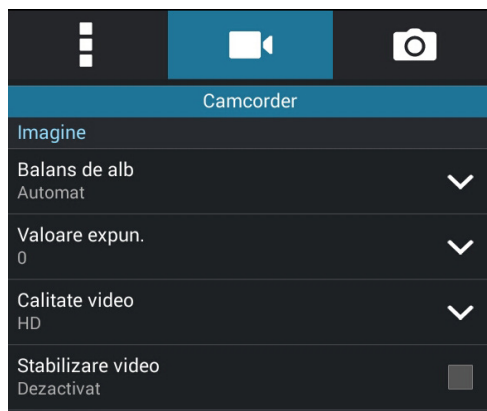 Camcorder
Imagine
Balans de alb
Automat
Valoare expun.
0
Calitate video
HD
Stabilizare video
Dezactivat